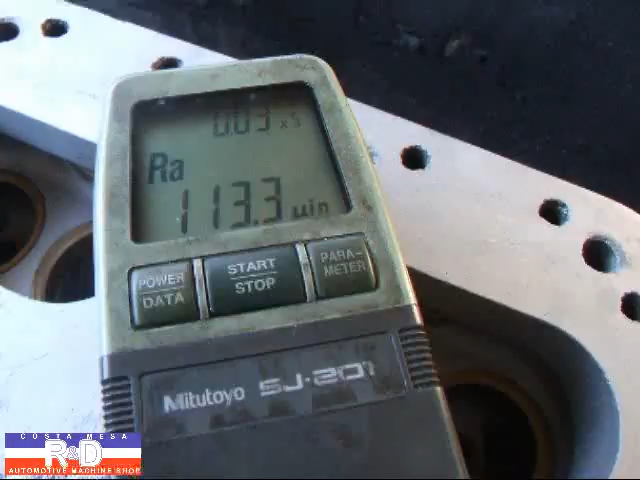 0.03 x5
Ra
113.3 µin
POWER
DATA
START
STOP
PARA-
METER
Mitutoyo SJ-201
COSTA MESA
R&D
AUTOMOTIVE MACHINE SHOP